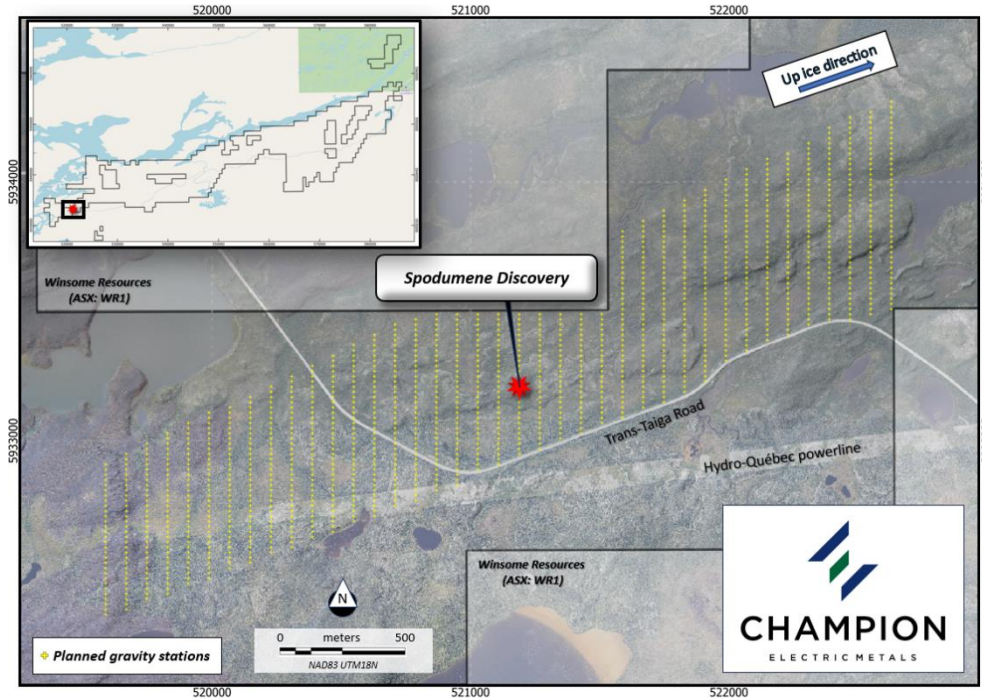 520000
521000
522000
Up ice direction
5934000
Winsome Resources
(ASX: WR1)
Spodumene Discovery
5933000
Trans-Taiga Road
Hydro-Québec powerline
Winsome Resources
(ASX: WR1)
N
0 meters 500
NAD83 UTM18N
Planned gravity stations
CHAMPION
ELECTRIC METALS
520000
521000
522000